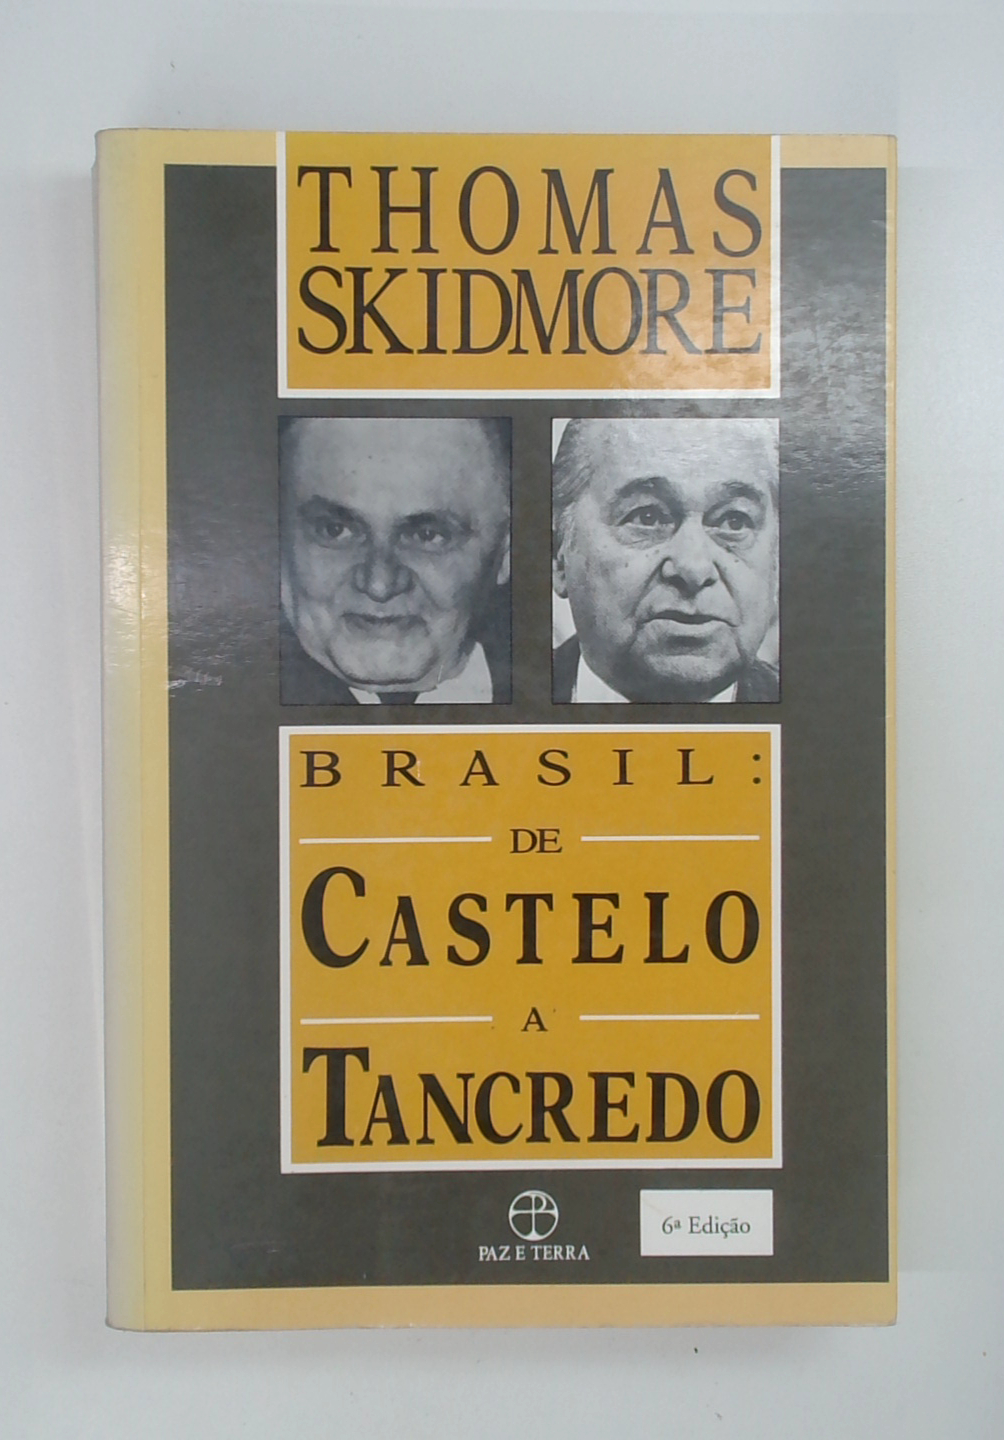 THOMAS
SKIDMORE
BRASIL:
DE
CASTELO
A
TANCREDO
PAZ E TERRA
6ª Edição